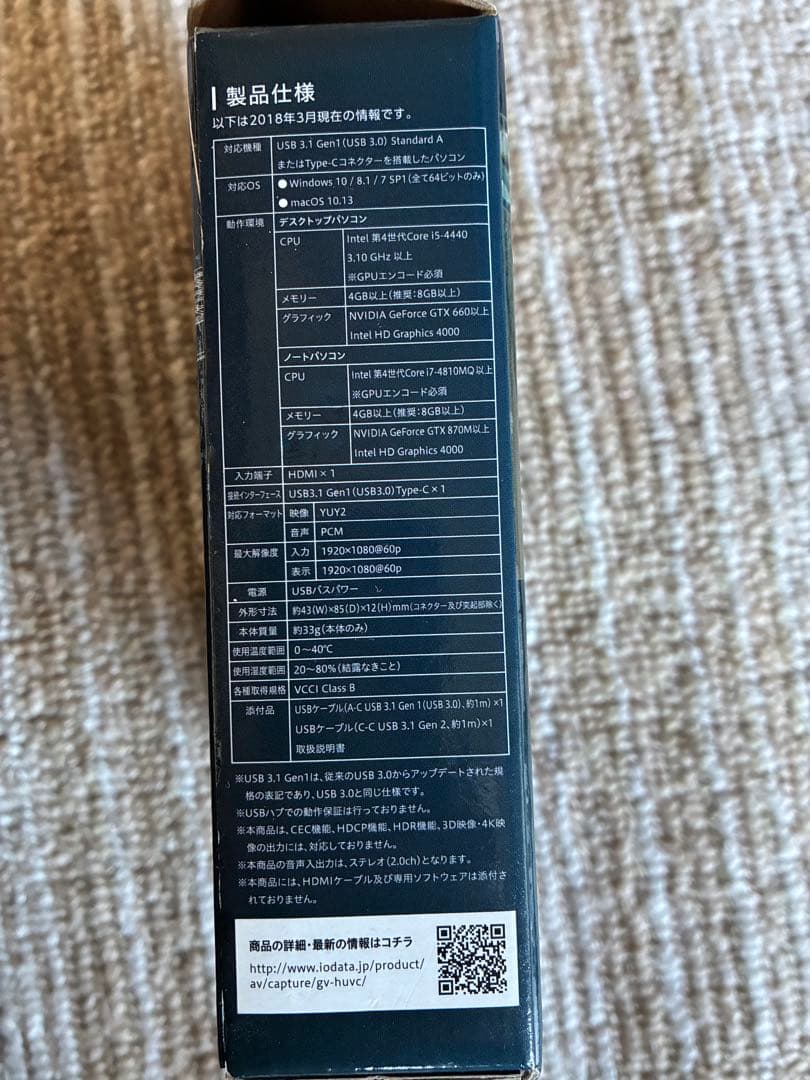 製品仕様
以下は2018年3月現在の情報です。
対応機種 USB 3.1 Gen1(USB 3.0) Standard A
またはType-Cコネクターを搭載したパソコン
対応OS ●Windows 10 / 8.1 / 7 SP1(全て64ビットのみ)
●macOS 10.13
動作環境 デスクトップパソコン
CPU Intel 第4世代Core i5-4440
3.10 GHz 以上
※GPUエンコード必須
メモリー 4GB以上(推奨:8GB以上)
グラフィック NVIDIA GeForce GTX 660以上
Intel HD Graphics 4000
ノートパソコン
CPU Intel 第4世代Core i7-4810MQ以上
※GPUエンコード必須
メモリー 4GB以上(推奨:8GB以上)
グラフィック NVIDIA GeForce GTX 870M以上
Intel HD Graphics 4000
入力端子 HDMI×1
接続インターフェース USB3.1 Gen1(USB3.0)Type-C×1
対応フォーマット 映像 YUY2
音声 PCM
最大解像度 入力 1920×1080@60p
表示 1920×1080@60p
電源 USBバスパワー
外形寸法 約43(W)×85(D)×12(H)mm(コネクター及び突起部除く)
本体質量 約33g(本体のみ)
使用温度範囲 0～40℃
使用湿度範囲 20～80%(結露なきこと)
各種取得規格 VCCI Class B
添付品 USBケーブル(A-C USB 3.1 Gen 1(USB 3.0)、約1m)×1
USBケーブル(C-C USB 3.1 Gen 2、約1m)×1
取扱説明書
※USB 3.1 Gen1は、従来のUSB 3.0からアップデートされた規
格の表記であり、USB 3.0と同じ仕様です。
※USBハブでの動作保証は行っておりません。
※本商品は、CEC機能、HDCP機能、HDR機能、3D映像・4K映
像の出力には、対応しておりません。
※本商品の音声入出力は、ステレオ(2.0ch)となります。
※本商品には、HDMIケーブル及び専用ソフトウェアは添付さ
れておりません。
商品の詳細・最新の情報はコチラ
http://www.iodata.jp/product/
av/capture/gv-huvc/